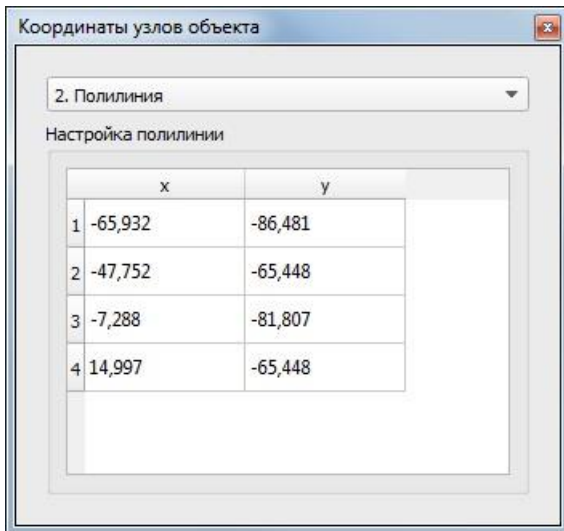 Координаты узлов объекта
2. Полилиния
Настройка полилинии
x y
1 -65,932 -86,481
2 -47,752 -65,448
3 -7,288 -81,807
4 14,997 -65,448